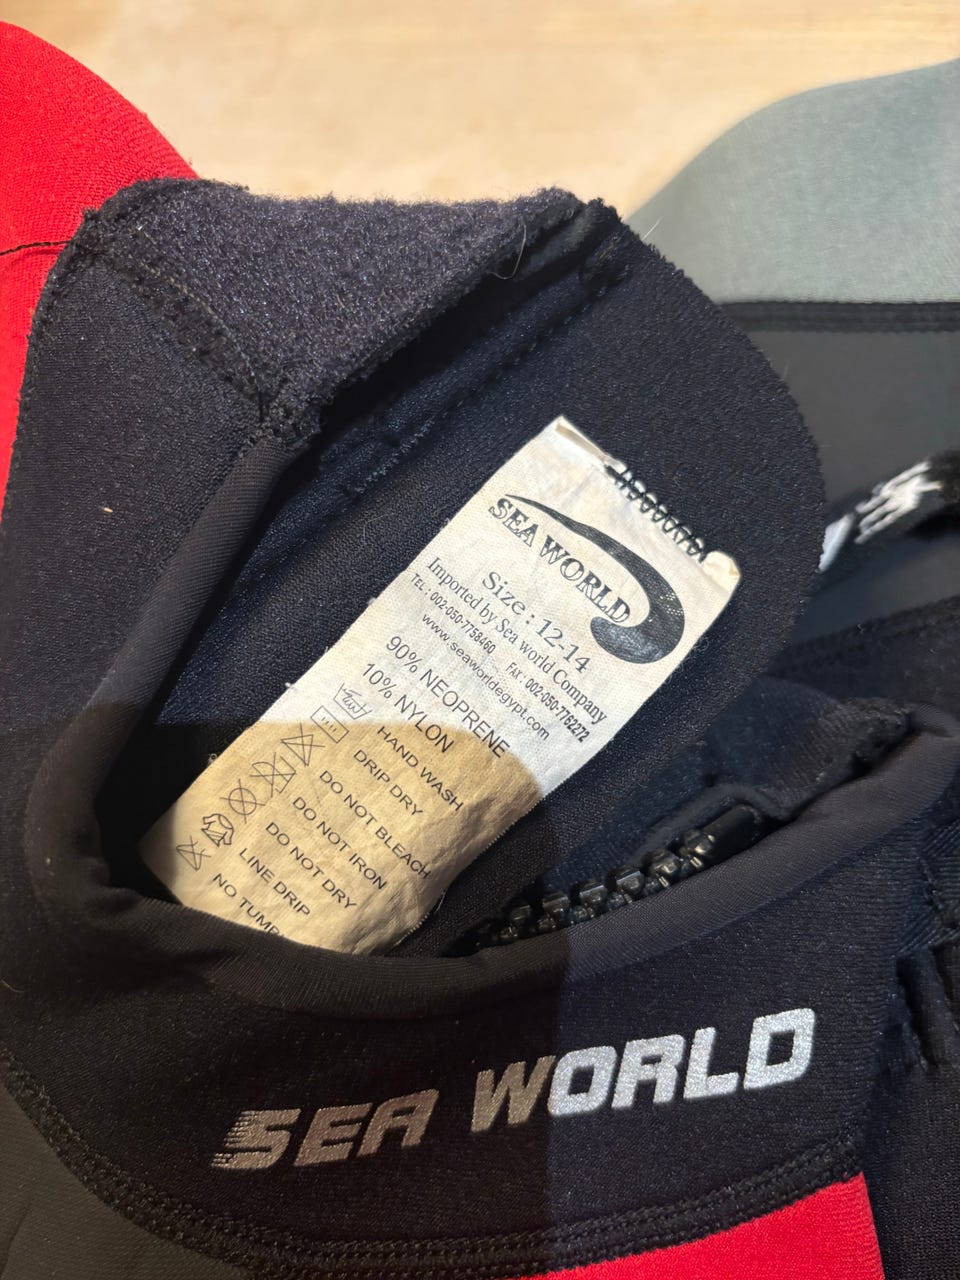 SEA WORLD
Size : 12-14
Imported by Sea world Company
TEL : 002-050-7758460 FAX : 002-050-7762272
www.seaworldegypt.com
90% NEOPRENE
10% NYLON
HAND WASH
DRIP DRY
DO NOT BLEACH
DO NOT IRON
DO NOT DRY
LINE DRIP
NO TUMP
SEA WORLD